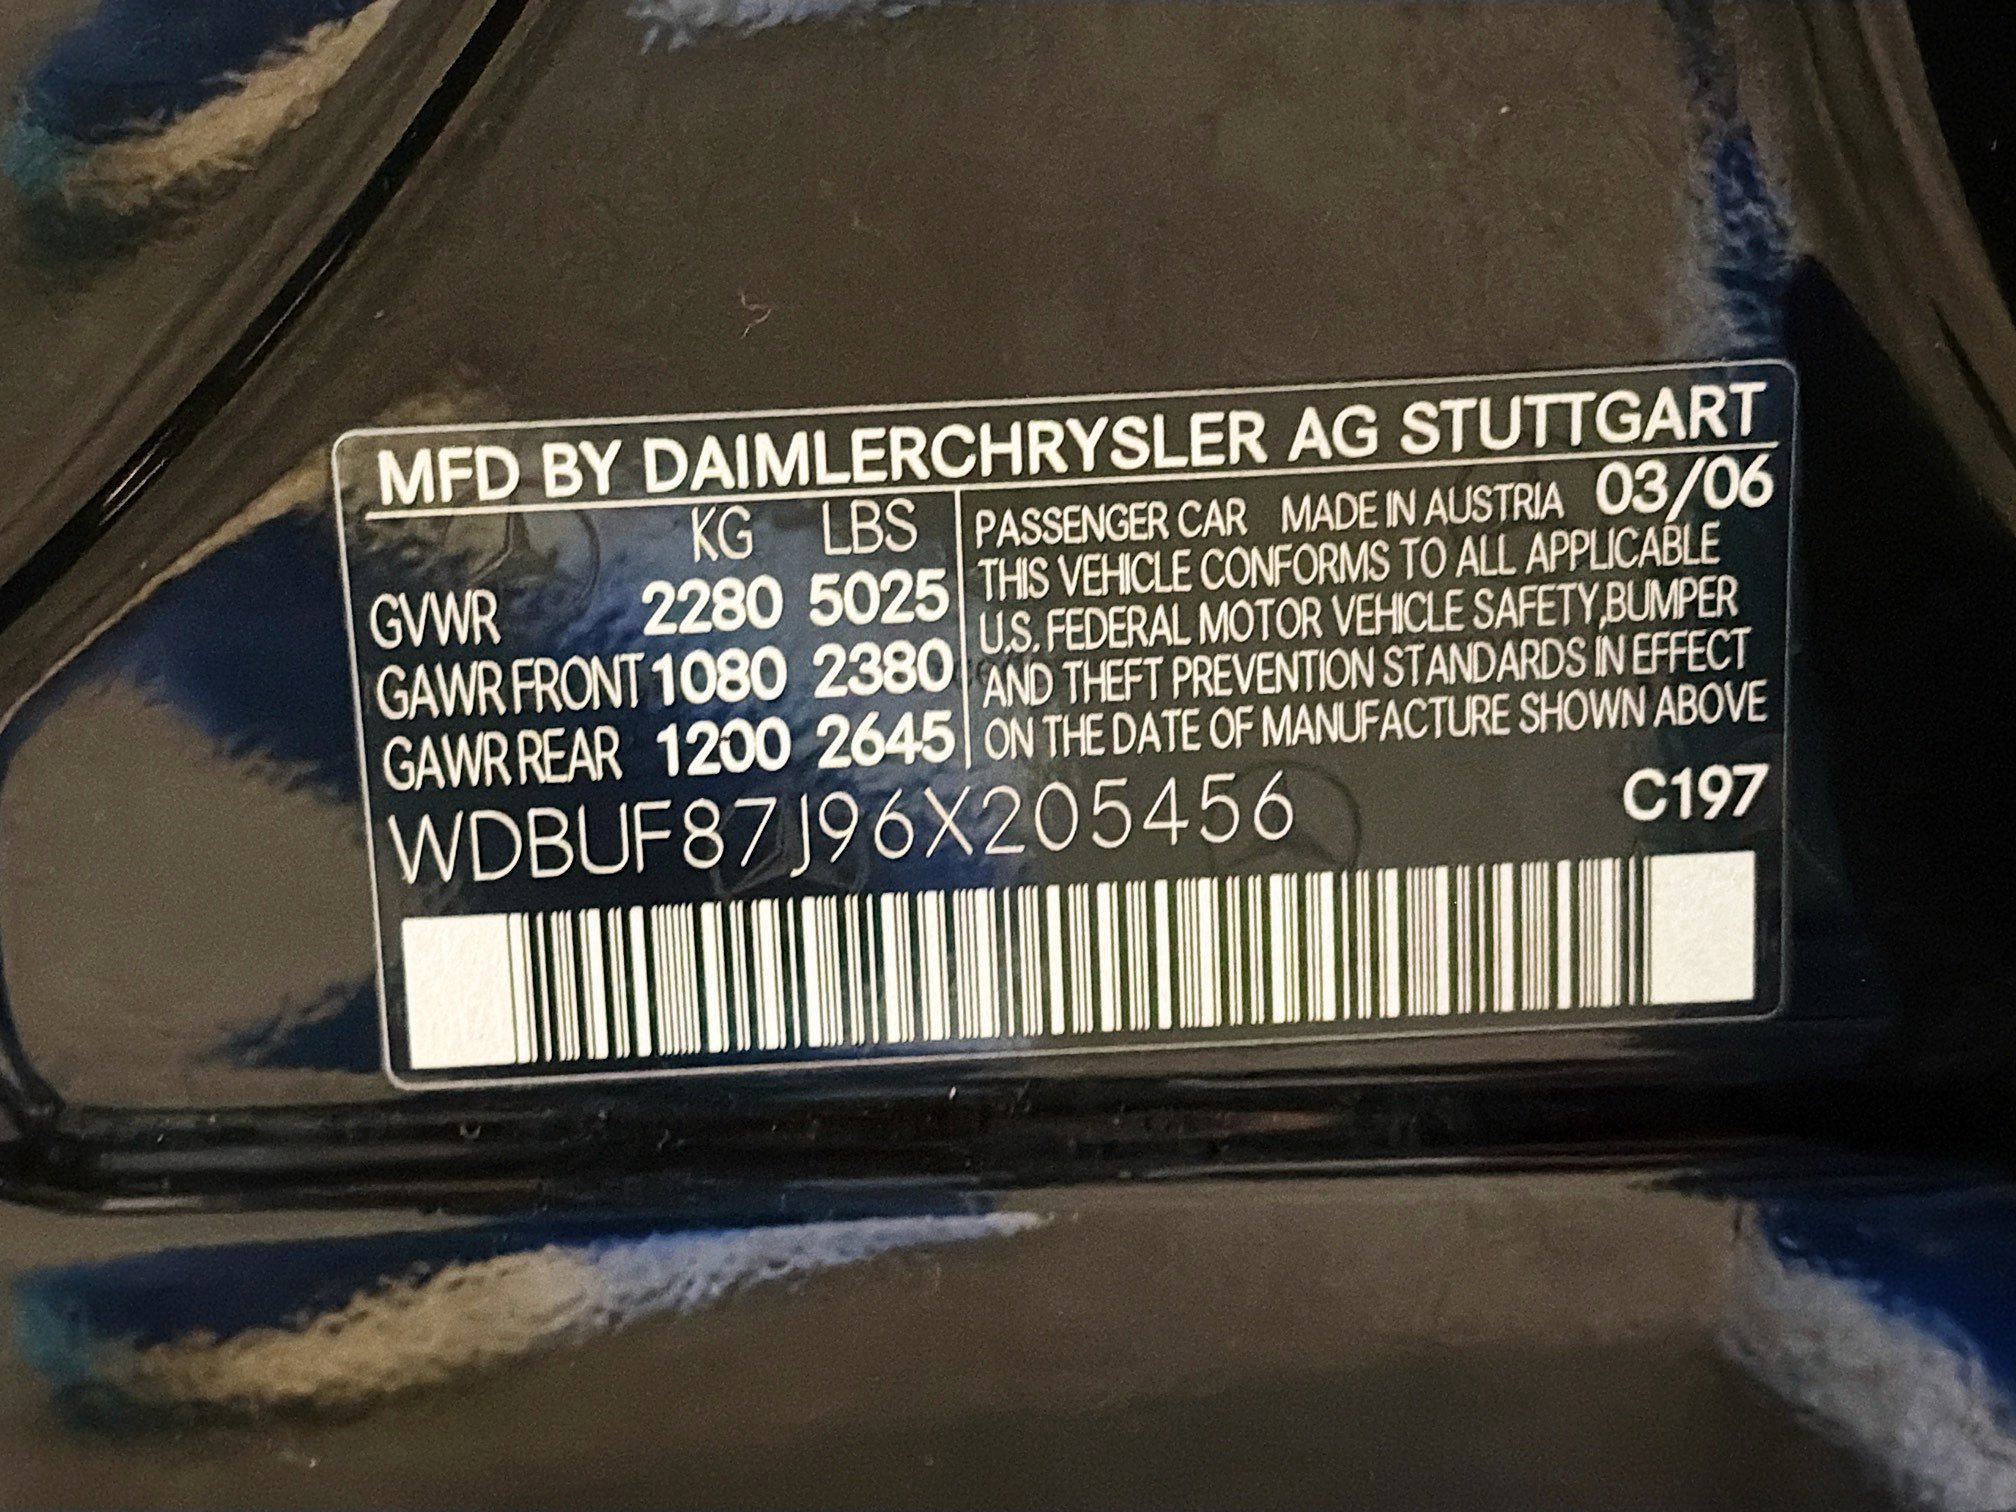 MFD BY DAIMLERCHRYSLER AG STUTTGART
KG LBS
GVWR 2280 5025
GAWR FRONT 1080 2380
GAWR REAR 1200 2645
PASSENGER CAR MADE IN AUSTRIA 03/06
THIS VEHICLE CONFORMS TO ALL APPLICABLE
U.S. FEDERAL MOTOR VEHICLE SAFETY,BUMPER
AND THEFT PREVENTION STANDARDS IN EFFECT
ON THE DATE OF MANUFACTURE SHOWN ABOVE
WDBUF87J96X205456 C197